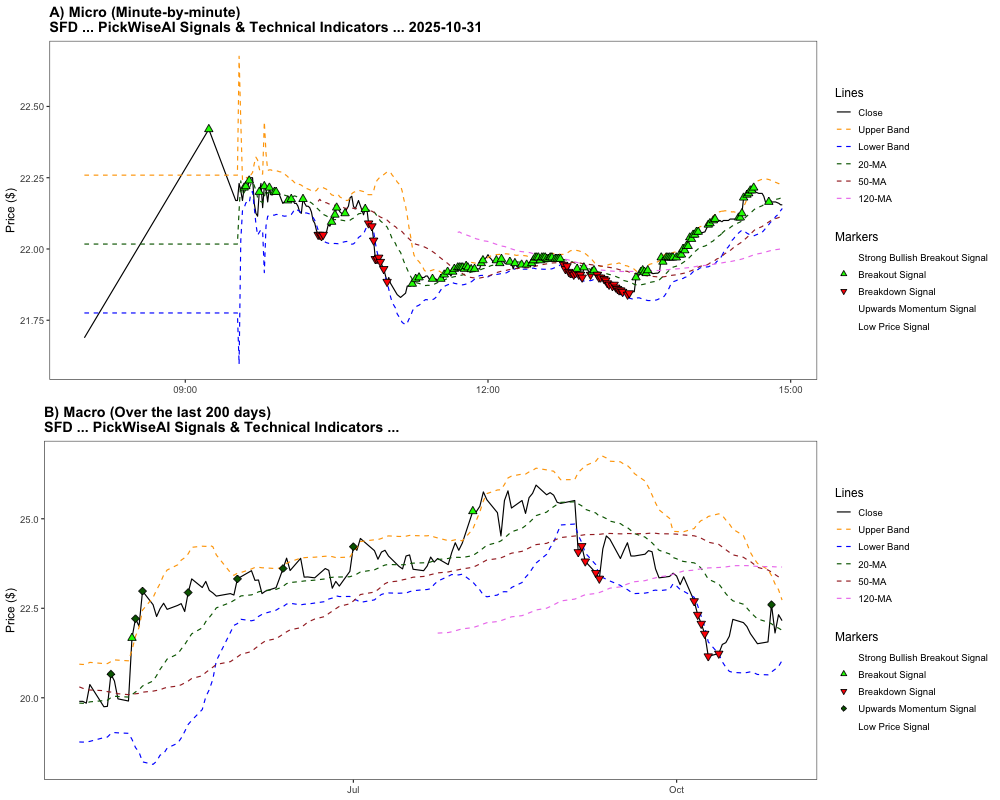 A) Micro (Minute-by-minute)
SFD ... PickWiseAI Signals & Technical Indicators ... 2025-10-31
Price ($)
22.50
22.25
22.00
21.75
09:00
12:00
15:00
Lines
Close
Upper Band
Lower Band
20-MA
50-MA
120-MA
Markers
Strong Bullish Breakout Signal
Breakout Signal
Breakdown Signal
Upwards Momentum Signal
Low Price Signal
B) Macro (Over the last 200 days)
SFD ... PickWiseAI Signals & Technical Indicators ...
Price ($)
25.0
22.5
20.0
Jul
Oct
Lines
Close
Upper Band
Lower Band
20-MA
50-MA
120-MA
Markers
Strong Bullish Breakout Signal
Breakout Signal
Breakdown Signal
Upwards Momentum Signal
Low Price Signal